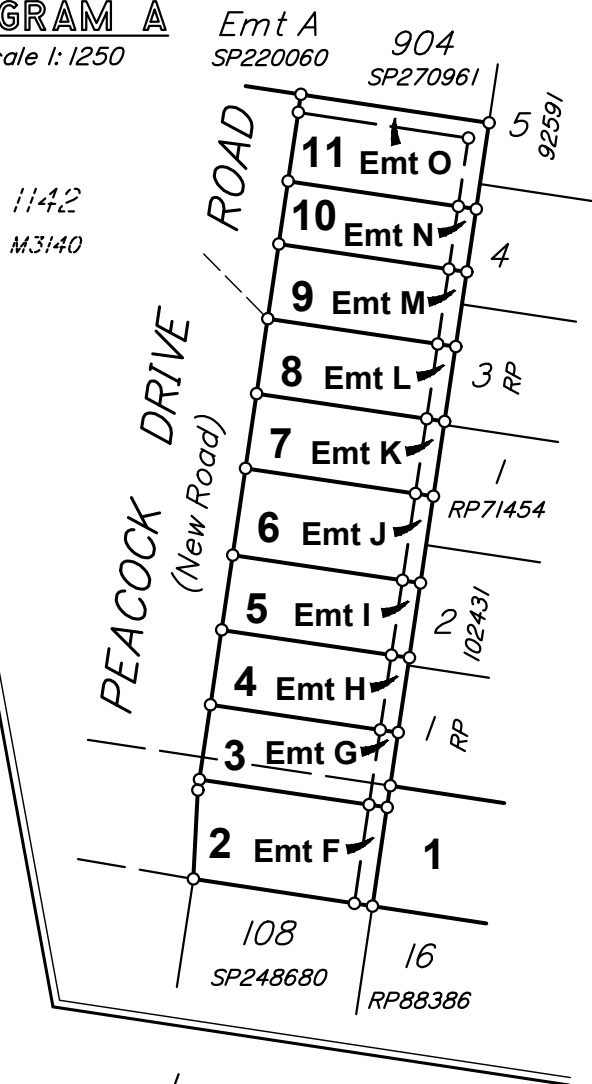 GRAM A
cale 1: 1250
Emt A
SP220060
904
SP270961
5
92591
ROAD
11 Emt O
1142
M3140
10 Emt N
4
9 Emt M
8 Emt L
3 RP
PEACOCK DRIVE
(New Road)
7 Emt K
1
RP71454
6 Emt J
5 Emt I
2
102431
4 Emt H
3 Emt G
1 RP
2 Emt F
1
108
SP248680
16
RP88386